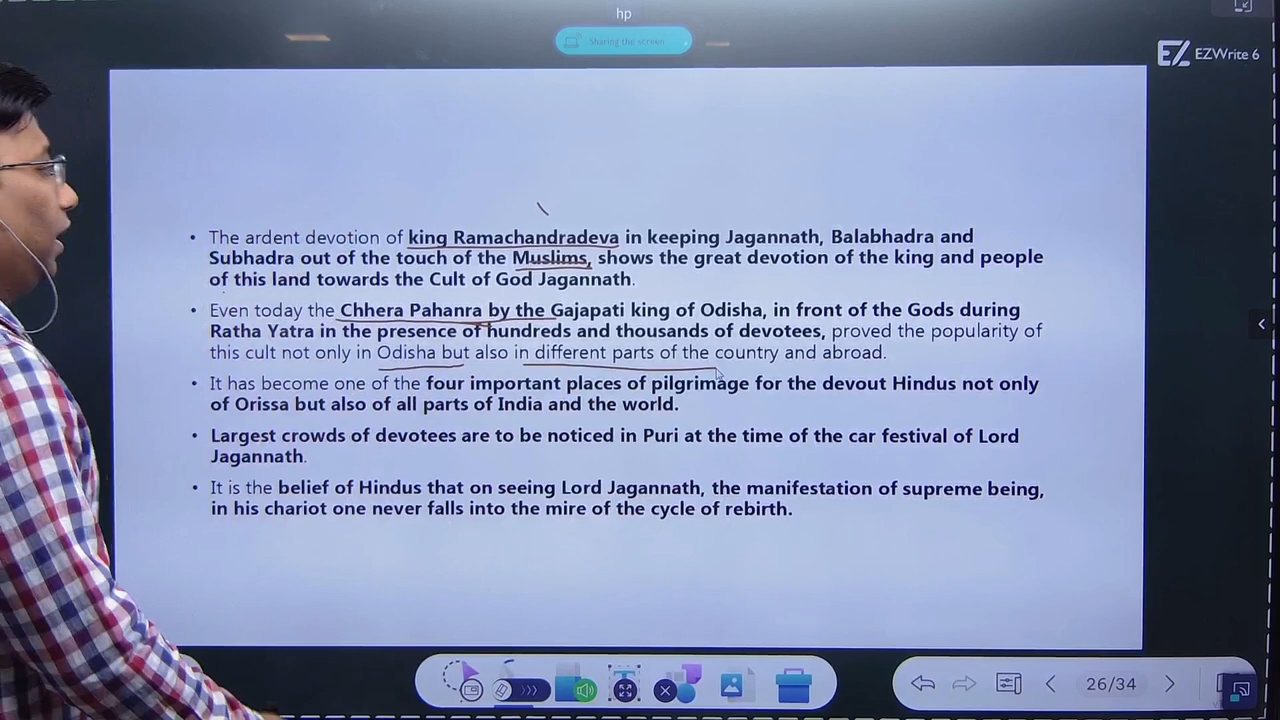 hp
Sharing the screen
EZWrite 6
• The ardent devotion of king Ramachandradeva in keeping Jagannath, Balabhadra and
Subhadra out of the touch of the Muslims, shows the great devotion of the king and people
of this land towards the Cult of God Jagannath.
• Even today the Chhera Pahanra by the Gajapati king of Odisha, in front of the Gods during
Ratha Yatra in the presence of hundreds and thousands of devotees, proved the popularity of
this cult not only in Odisha but also in different parts of the country and abroad.
• It has become one of the four important places of pilgrimage for the devout Hindus not only
of Orissa but also of all parts of India and the world.
• Largest crowds of devotees are to be noticed in Puri at the time of the car festival of Lord
Jagannath.
• It is the belief of Hindus that on seeing Lord Jagannath, the manifestation of supreme being,
in his chariot one never falls into the mire of the cycle of rebirth.
26/34